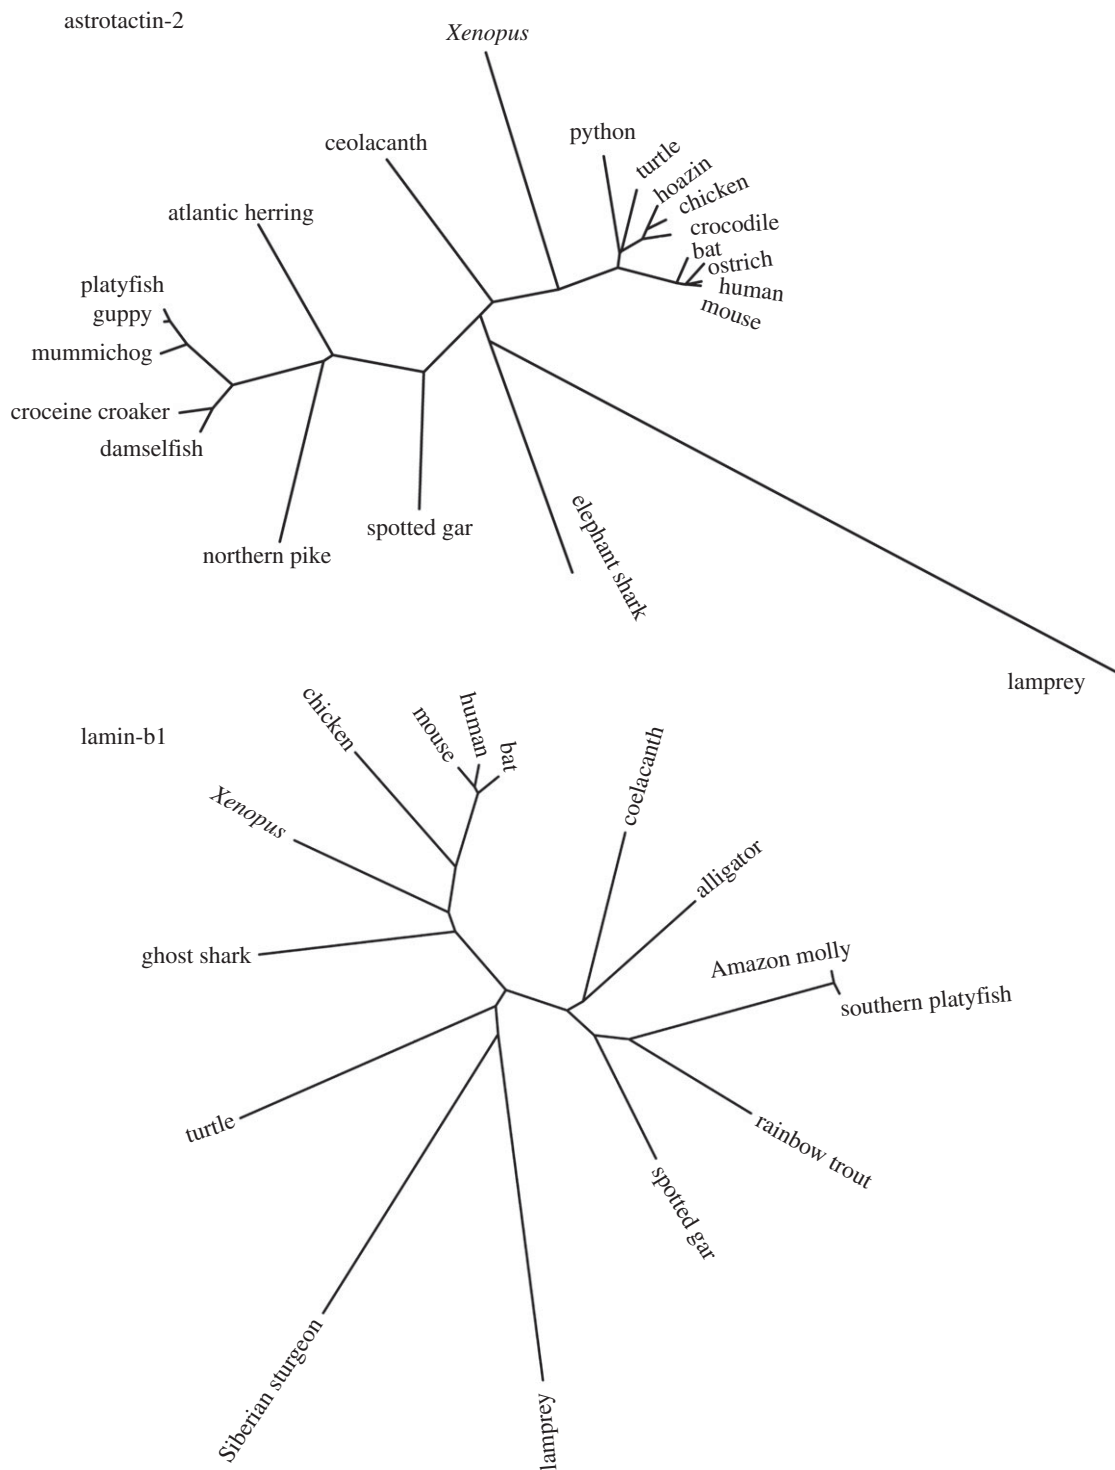 astrotactin-2
Xenopus
python
ceolacanth
turtle
hoazin
chicken
atlantic herring
crocodile
bat
ostrich
human
mouse
platyfish
guppy
mummichog
croceine croaker
damselfish
spotted gar
northern pike
elephant shark
lamprey
lamin-b1
chicken
mouse
human
bat
coelacanth
Xenopus
alligator
ghost shark
Amazon molly
southern platyfish
turtle
rainbow trout
spotted gar
Siberian sturgeon
lamprey